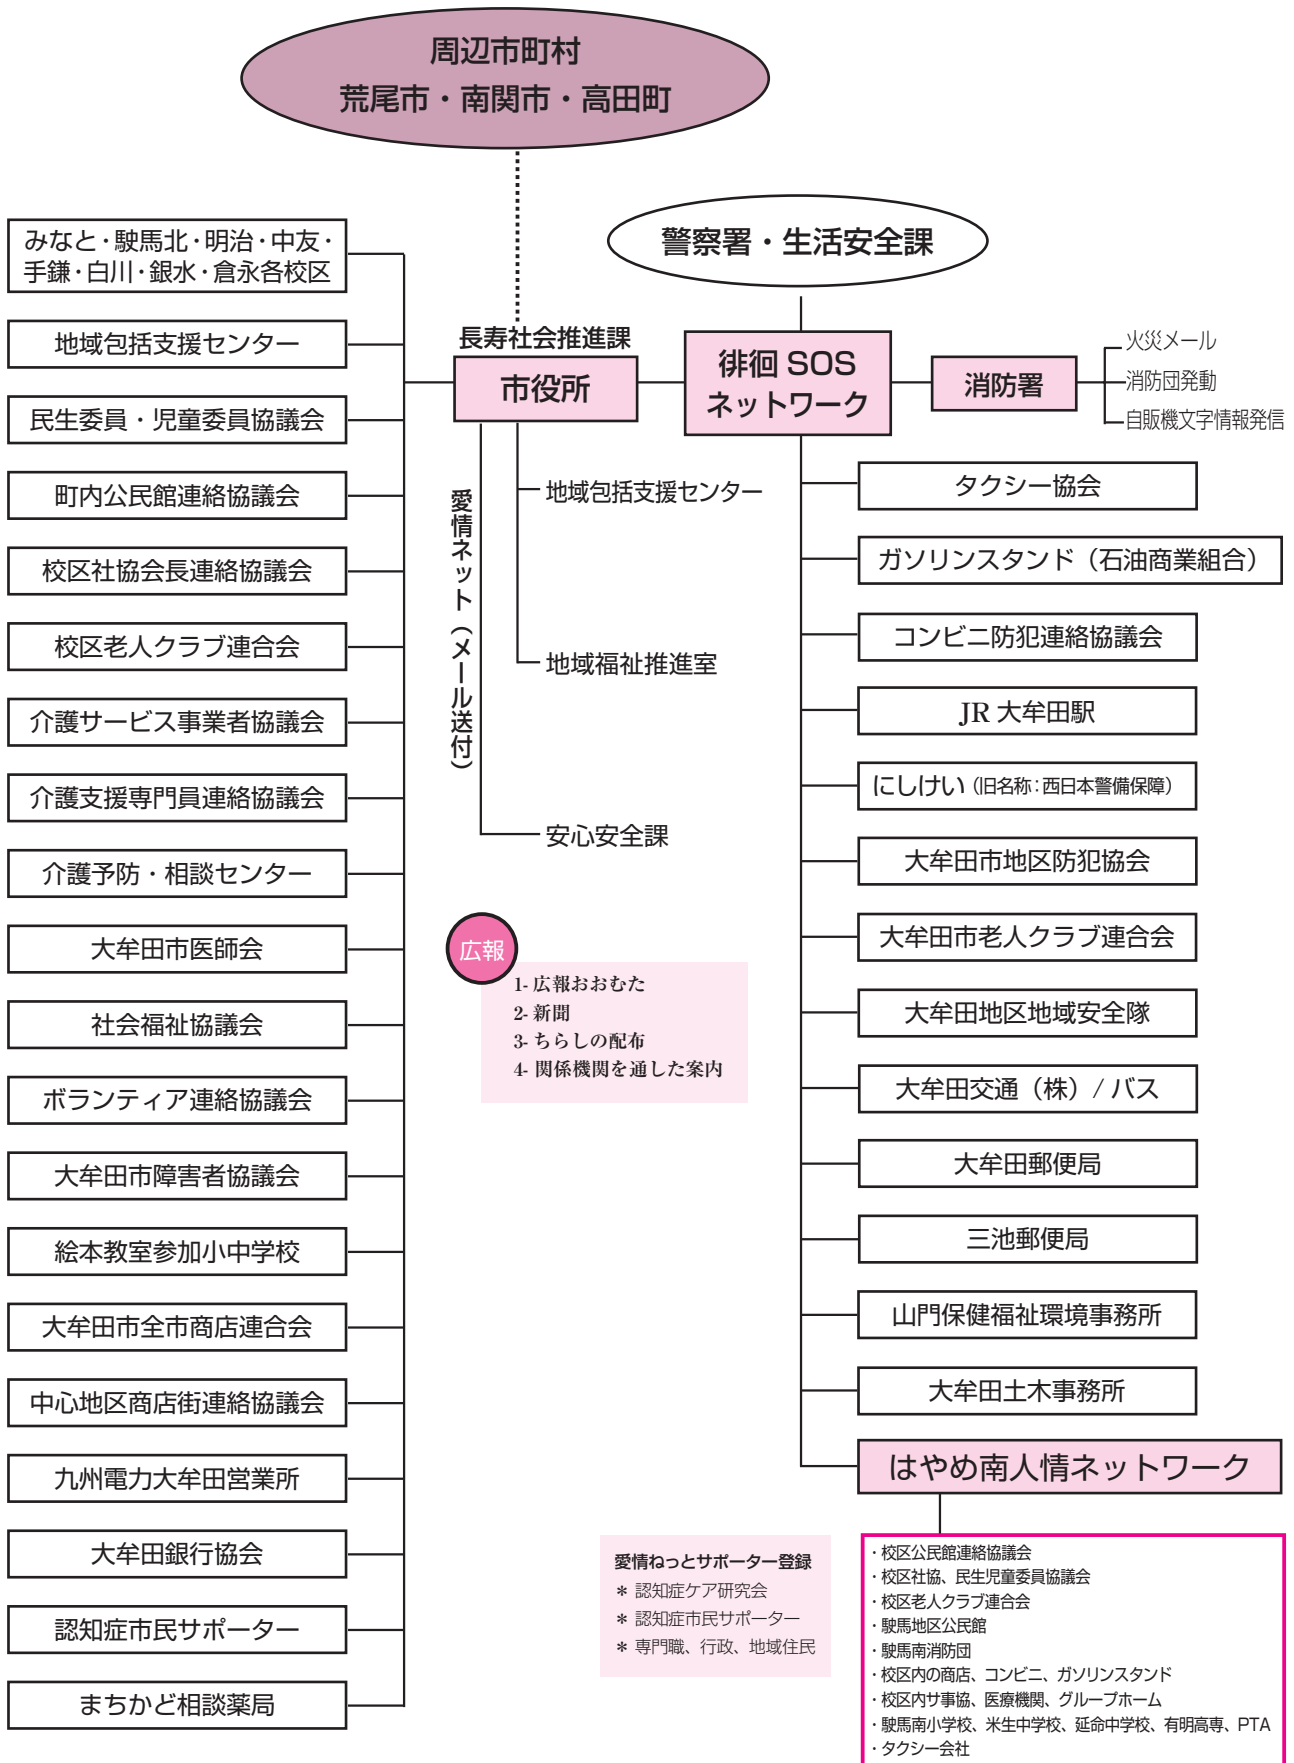 周辺市町村
荒尾市・南関市・高田町
警察署・生活安全課
みなと・駛馬北・明治・中友・
手鎌・白川・銀水・倉永各校区
地域包括支援センター
民生委員・児童委員協議会
町内公民館連絡協議会
校区社協会長連絡協議会
校区老人クラブ連合会
介護サービス事業者協議会
介護支援専門員連絡協議会
介護予防・相談センター
大牟田市医師会
社会福祉協議会
ボランティア連絡協議会
大牟田市障害者協議会
絵本教室参加小中学校
大牟田市全市商店連合会
中心地区商店街連絡協議会
九州電力大牟田営業所
大牟田銀行協会
認知症市民サポーター
まちかど相談薬局
長寿社会推進課
市役所
愛情ネット（メール送付）
地域包括支援センター
地域福祉推進室
安心安全課
広報
1- 広報おおむた
2- 新聞
3- ちらしの配布
4- 関係機関を通した案内
徘徊 SOS
ネットワーク
消防署
火災メール
消防団発動
自販機文字情報発信
タクシー協会
ガソリンスタンド（石油商業組合）
コンビニ防犯連絡協議会
JR 大牟田駅
にしけい（旧名称：西日本警備保障）
大牟田市地区防犯協会
大牟田市老人クラブ連合会
大牟田地区地域安全隊
大牟田交通（株）/ バス
大牟田郵便局
三池郵便局
山門保健福祉環境事務所
大牟田土木事務所
はやめ南人情ネットワーク
愛情ねっとサポーター登録
＊ 認知症ケア研究会
＊ 認知症市民サポーター
＊ 専門職、行政、地域住民
・校区公民館連絡協議会
・校区社協、民生児童委員協議会
・校区老人クラブ連合会
・駛馬地区公民館
・駛馬南消防団
・校区内の商店、コンビニ、ガソリンスタンド
・校区内サ事協、医療機関、グループホーム
・駛馬南小学校、米生中学校、延命中学校、有明高専、PTA
・タクシー会社